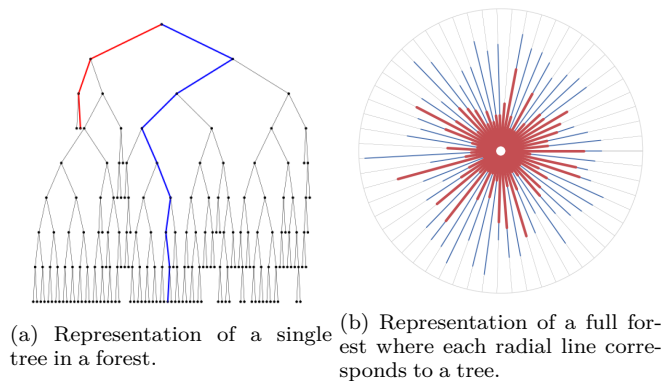 (a) Representation of a single
tree in a forest.
(b) Representation of a full for-
est where each radial line corre-
sponds to a tree.